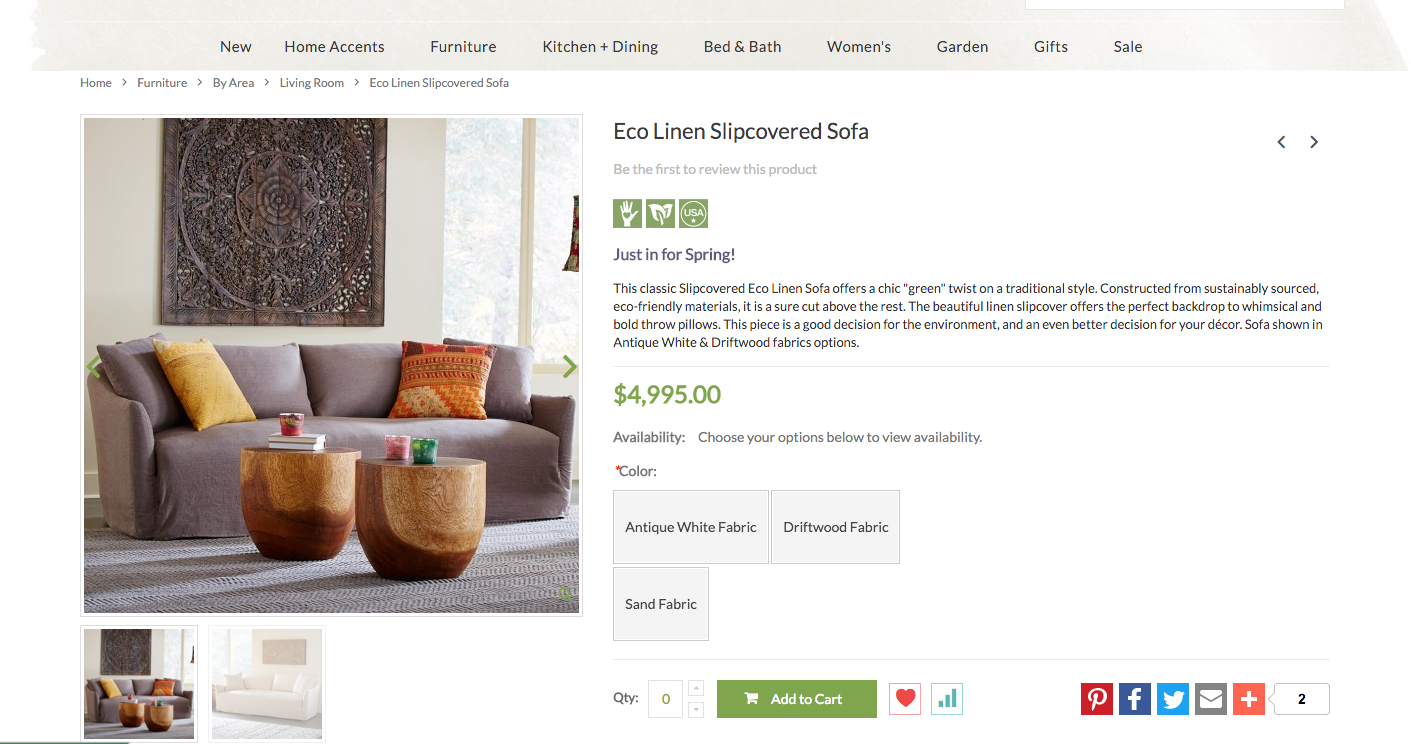 New Home Accents Furniture Kitchen + Dining Bed & Bath Women's Garden Gifts Sale
Home > Furniture > By Area > Living Room > Eco Linen Slipcovered Sofa
Eco Linen Slipcovered Sofa
Be the first to review this product
USA
Just in for Spring!
This classic Slipcovered Eco Linen Sofa offers a chic "green" twist on a traditional style. Constructed from sustainably sourced,
eco-friendly materials, it is a sure cut above the rest. The beautiful linen slipcover offers the perfect backdrop to whimsical and
bold throw pillows. This piece is a good decision for the environment, and an even better decision for your décor. Sofa shown in
Antique White & Driftwood fabrics options.
$4,995.00
Availability: Choose your options below to view availability.
*Color:
Antique White Fabric Driftwood Fabric
Sand Fabric
Qty: 0 Add to Cart 2